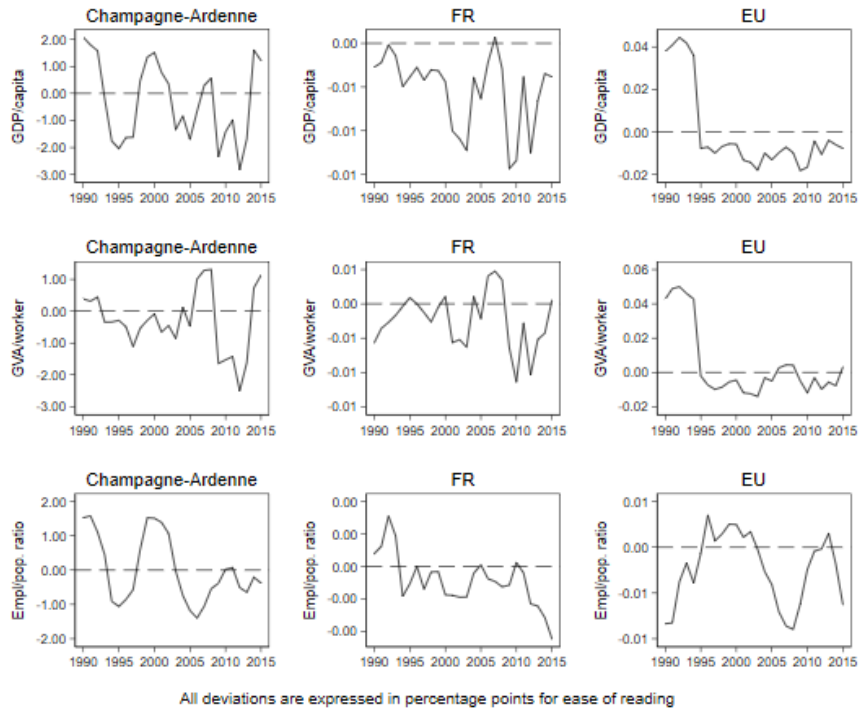 Champagne-Ardenne
FR
EU
GDP/capita
2.00
1.00
0.00
-1.00
-2.00
-3.00
1990 1995 2000 2005 2010 2015
GDP/capita
0.00
-0.01
-0.01
-0.01
1990 1995 2000 2005 2010 2015
GDP/capita
0.04
0.02
0.00
-0.02
1990 1995 2000 2005 2010 2015
Champagne-Ardenne
FR
EU
GVA/worker
1.00
0.00
-1.00
-2.00
-3.00
1990 1995 2000 2005 2010 2015
GVA/worker
0.01
0.00
-0.01
-0.01
1990 1995 2000 2005 2010 2015
GVA/worker
0.06
0.04
0.02
0.00
-0.02
1990 1995 2000 2005 2010 2015
Champagne-Ardenne
FR
EU
Empl/pop. ratio
2.00
1.00
0.00
-1.00
-2.00
1990 1995 2000 2005 2010 2015
Empl/pop. ratio
0.00
0.00
0.00
-0.00
-0.00
1990 1995 2000 2005 2010 2015
Empl/pop. ratio
0.01
0.00
-0.01
-0.01
1990 1995 2000 2005 2010 2015
All deviations are expressed in percentage points for ease of reading